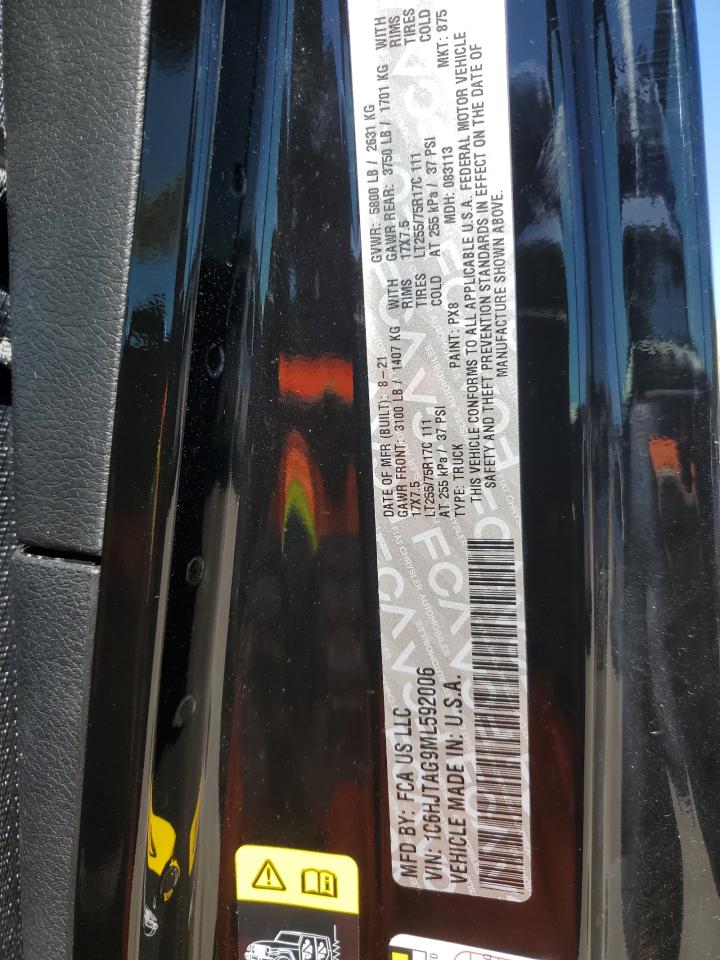 MFD BY: FCA US LLC
VIN: 1C6HJTAG9ML592006
VEHICLE MADE IN: U.S.A.
DATE OF MFR (BUILT): 8-21
GAWR FRONT: 3100 LB / 1407 KG WITH
17X7.5 RIMS
LT255/75R17C 111 TIRES
AT 255 kPa / 37 PSI COLD
TYPE: TRUCK PAINT: PX8
GVWR: 5800 LB / 2631 KG
GAWR REAR: 3750 LB / 1701 KG WITH
17X7.5 RIMS
LT255/75R17C 111 TIRES
AT 255 kPa / 37 PSI COLD
MDH: 083113 MKT: 875
THIS VEHICLE CONFORMS TO ALL APPLICABLE U.S.A. FEDERAL MOTOR VEHICLE
SAFETY AND THEFT PREVENTION STANDARDS IN EFFECT ON THE DATE OF
MANUFACTURE SHOWN ABOVE.
FCA